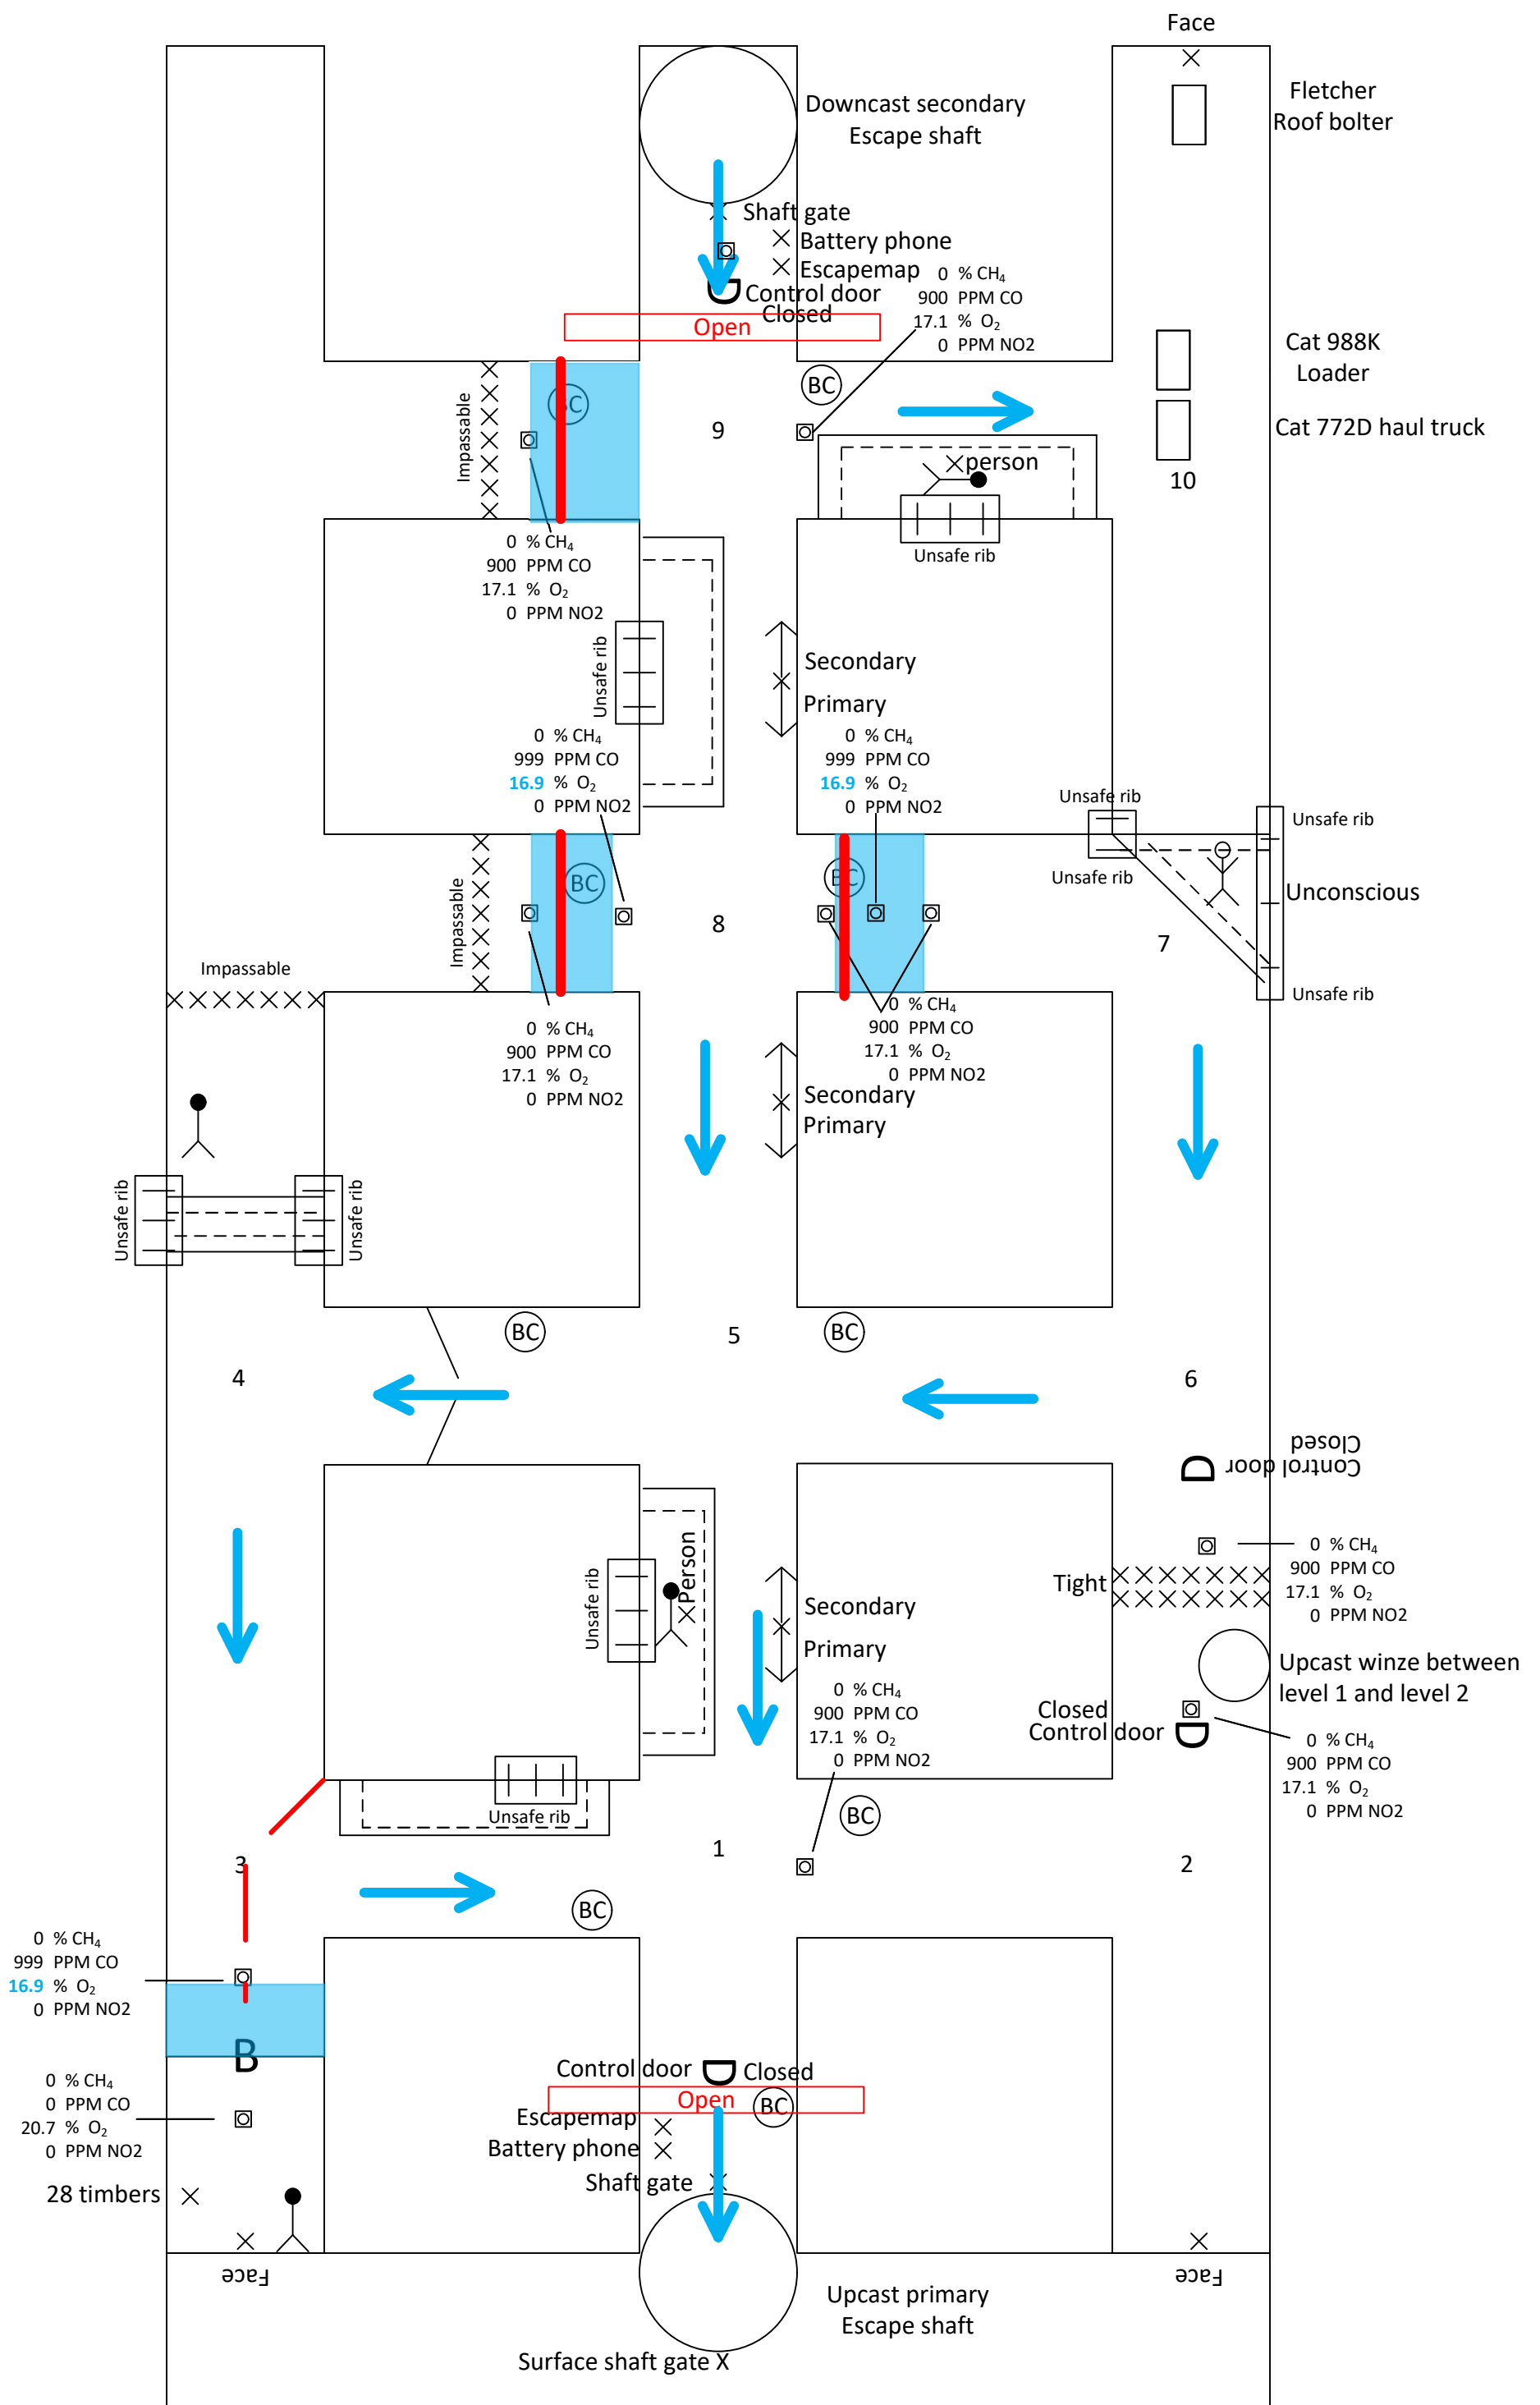 Face
Fletcher
Roof bolter
Downcast secondary
Escape shaft
Shaft gate
Battery phone
Escapemap
D
Control door
Closed
Open
0 % CH₄
900 PPM CO
17.1 % O₂
0 PPM NO2
Cat 988K
Loader
Cat 772D haul truck
BC
BC
Impassable
9
person
10
Unsafe rib
0 % CH₄
900 PPM CO
17.1 % O₂
0 PPM NO2
Unsafe rib
Secondary
Primary
0 % CH₄
999 PPM CO
16.9 % O₂
0 PPM NO2
0 % CH₄
999 PPM CO
16.9 % O₂
0 PPM NO2
Unsafe rib
Unsafe rib
Unsafe rib
Unconscious
Unsafe rib
Impassable
BC
8
BC
7
Impassable
0 % CH₄
900 PPM CO
17.1 % O₂
0 PPM NO2
0 % CH₄
900 PPM CO
17.1 % O₂
0 PPM NO2
Secondary
Primary
Unsafe rib
Unsafe rib
BC
5
BC
4
6
Control door
Closed
D
Tight
0 % CH₄
900 PPM CO
17.1 % O₂
0 PPM NO2
Person
Unsafe rib
Secondary
Primary
Upcast winze between
level 1 and level 2
0 % CH₄
900 PPM CO
17.1 % O₂
0 PPM NO2
Closed
Control door
D
0 % CH₄
900 PPM CO
17.1 % O₂
0 PPM NO2
Unsafe rib
BC
1
3
2
BC
0 % CH₄
999 PPM CO
16.9 % O₂
0 PPM NO2
B
0 % CH₄
0 PPM CO
20.7 % O₂
0 PPM NO2
Control door
D
Closed
Open
BC
Escapemap
Battery phone
Shaft gate
28 timbers
Face
Face
Upcast primary
Escape shaft
Surface shaft gate X